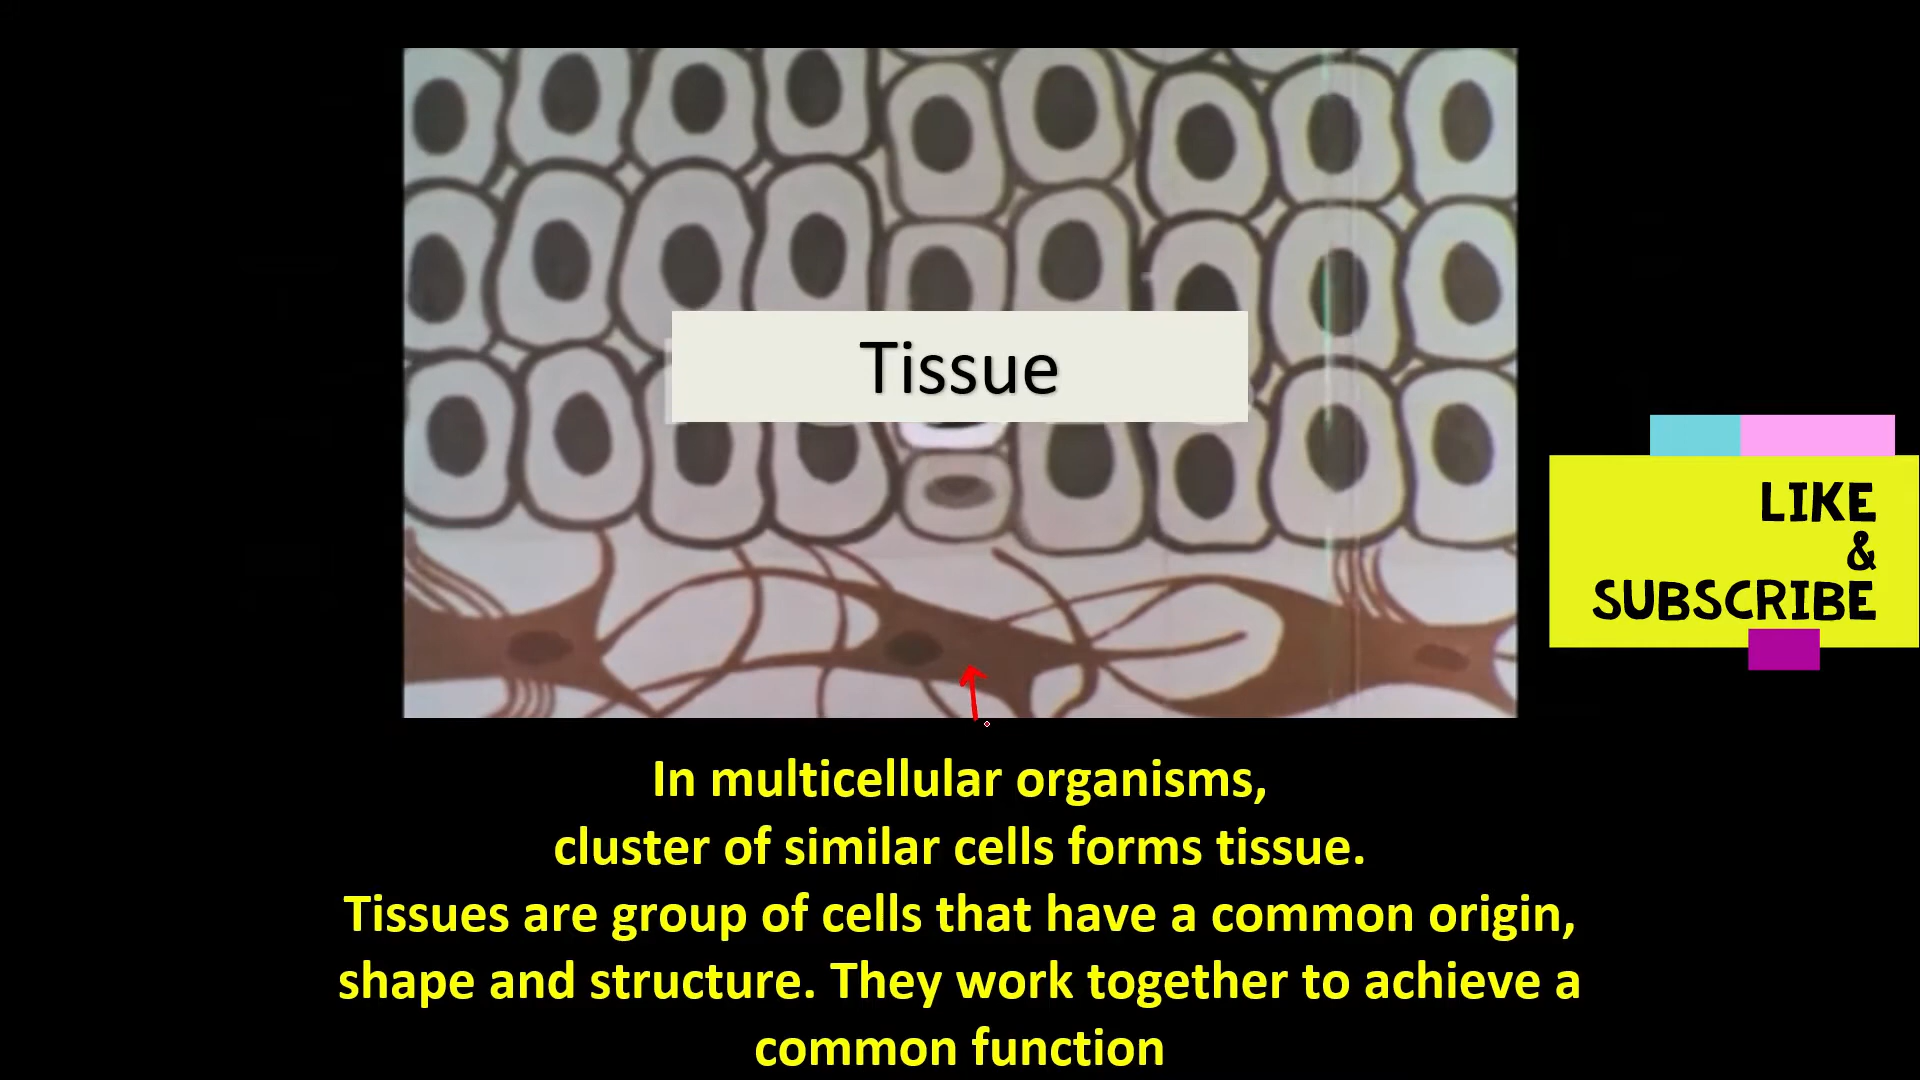 Tissue
LIKE
&
SUBSCRIBE
In multicellular organisms,
cluster of similar cells forms tissue.
Tissues are group of cells that have a common origin,
shape and structure. They work together to achieve a
common function